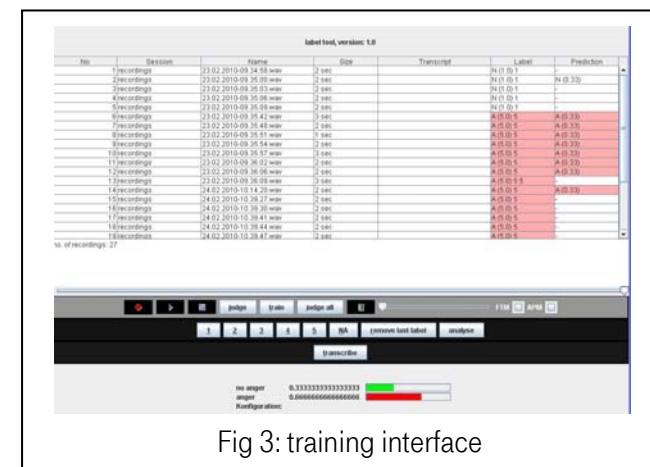 label tool, version: 1.0
No Session Name Size Transcript Label Prediction
1 recordings 23.02.2010-09.34.58.wav 2 sec N (1.0) 1 -
2 recordings 23.02.2010-09.35.00.wav 2 sec N (1.0) 1 N (0.33)
3 recordings 23.02.2010-09.35.03.wav 2 sec N (1.0) 1 -
4 recordings 23.02.2010-09.35.06.wav 2 sec N (1.0) 1 -
5 recordings 23.02.2010-09.35.09.wav 2 sec N (1.0) 1 -
6 recordings 23.02.2010-09.35.42.wav 3 sec A (5.0) 5 A (0.33)
7 recordings 23.02.2010-09.35.48.wav 2 sec A (5.0) 5 A (0.33)
8 recordings 23.02.2010-09.35.51.wav 1 sec A (5.0) 5 A (0.33)
9 recordings 23.02.2010-09.35.54.wav 2 sec A (5.0) 5 A (0.33)
10 recordings 23.02.2010-09.35.57.wav 3 sec A (5.0) 5 A (0.33)
11 recordings 23.02.2010-09.36.02.wav 2 sec A (5.0) 5 A (0.33)
12 recordings 23.02.2010-09.36.06.wav 2 sec A (5.0) 5 A (0.33)
13 recordings 23.02.2010-09.36.09.wav 3 sec A (5.0) 5 5 -
14 recordings 24.02.2010-10.14.20.wav 2 sec A (5.0) 5 A (0.33)
15 recordings 24.02.2010-10.39.27.wav 2 sec A (5.0) 5 -
16 recordings 24.02.2010-10.39.30.wav 2 sec A (5.0) 5 -
17 recordings 24.02.2010-10.39.41.wav 2 sec A (5.0) 5 -
18 recordings 24.02.2010-10.39.44.wav 2 sec A (5.0) 5 -
19 recordings 24.02.2010-10.39.47.wav 2 sec A (5.0) 5 -
no. of recordings: 27
judge train judge all FTM APM
1 2 3 4 5 NA remove last label analyse
transcribe
no anger 0.3333333333333333
anger 0.6666666666666666
Konfiguration:
Fig 3: training interface